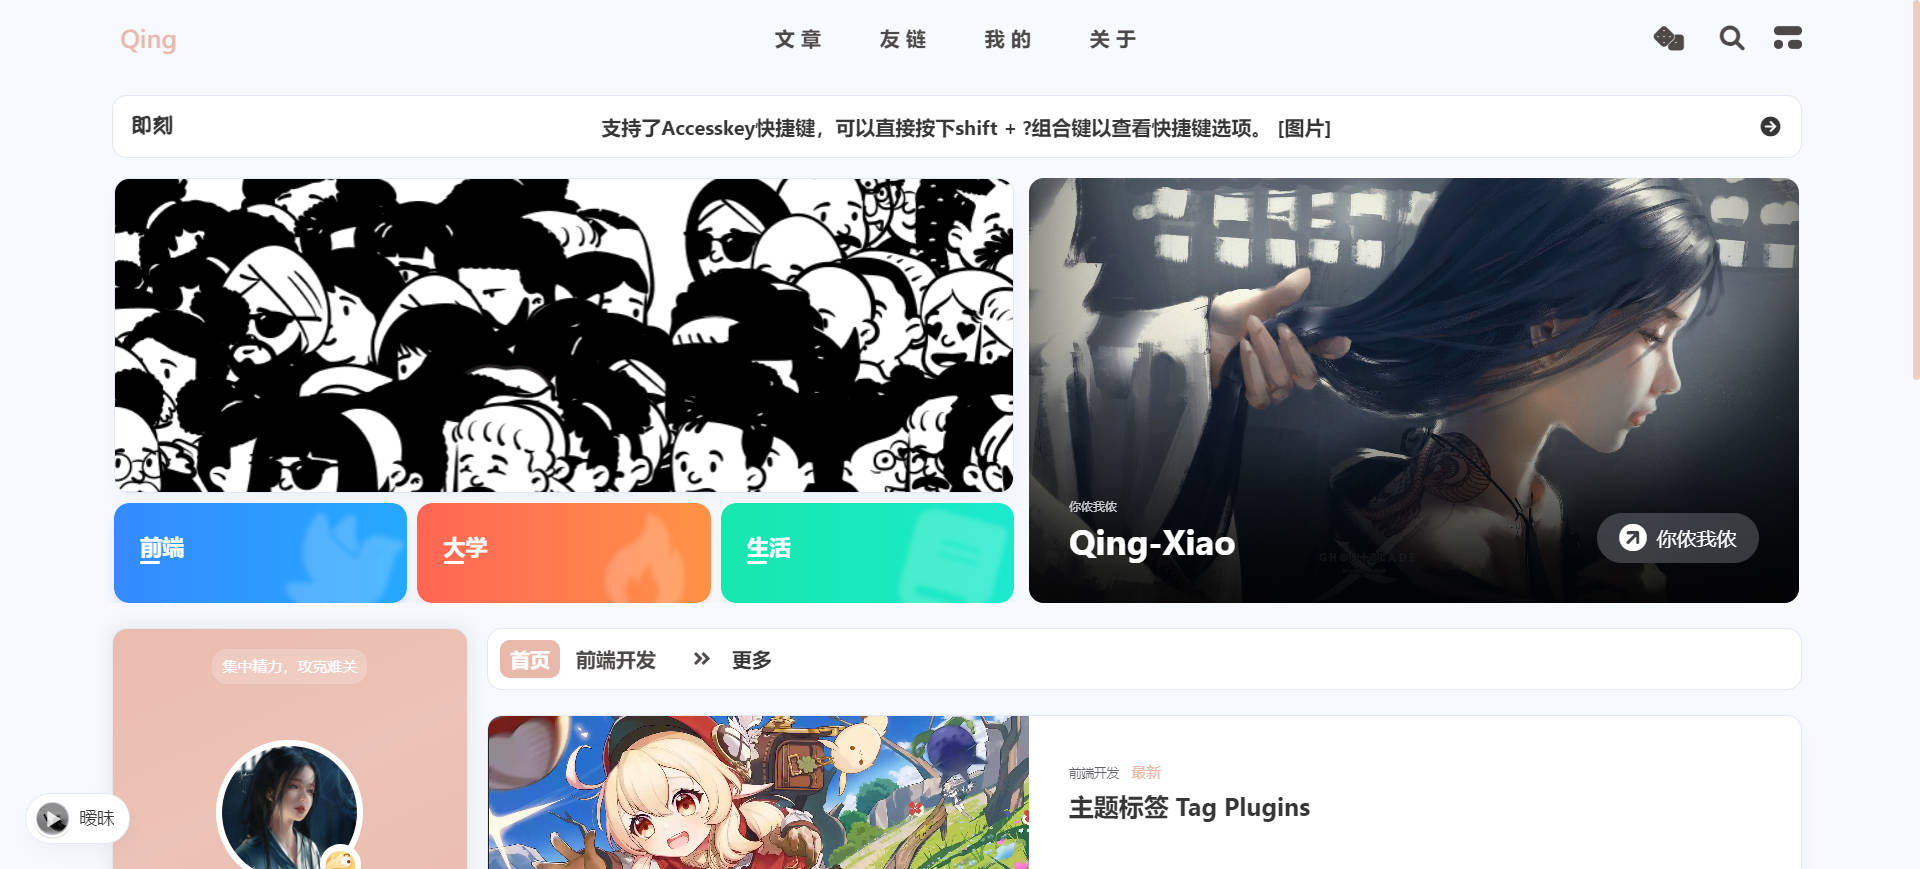 Qing
文章
友链
我的
关于
即刻
支持了Accesskey快捷键，可以直接按下shift + ?组合键以查看快捷键选项。 [图片]
你侬我侬
Qing-Xiao
GHOSTBLADE
你侬我侬
前端
大学
生活
集中精力，攻克难关
首页
前端开发
更多
前端开发 最新
主题标签 Tag Plugins
暧昧